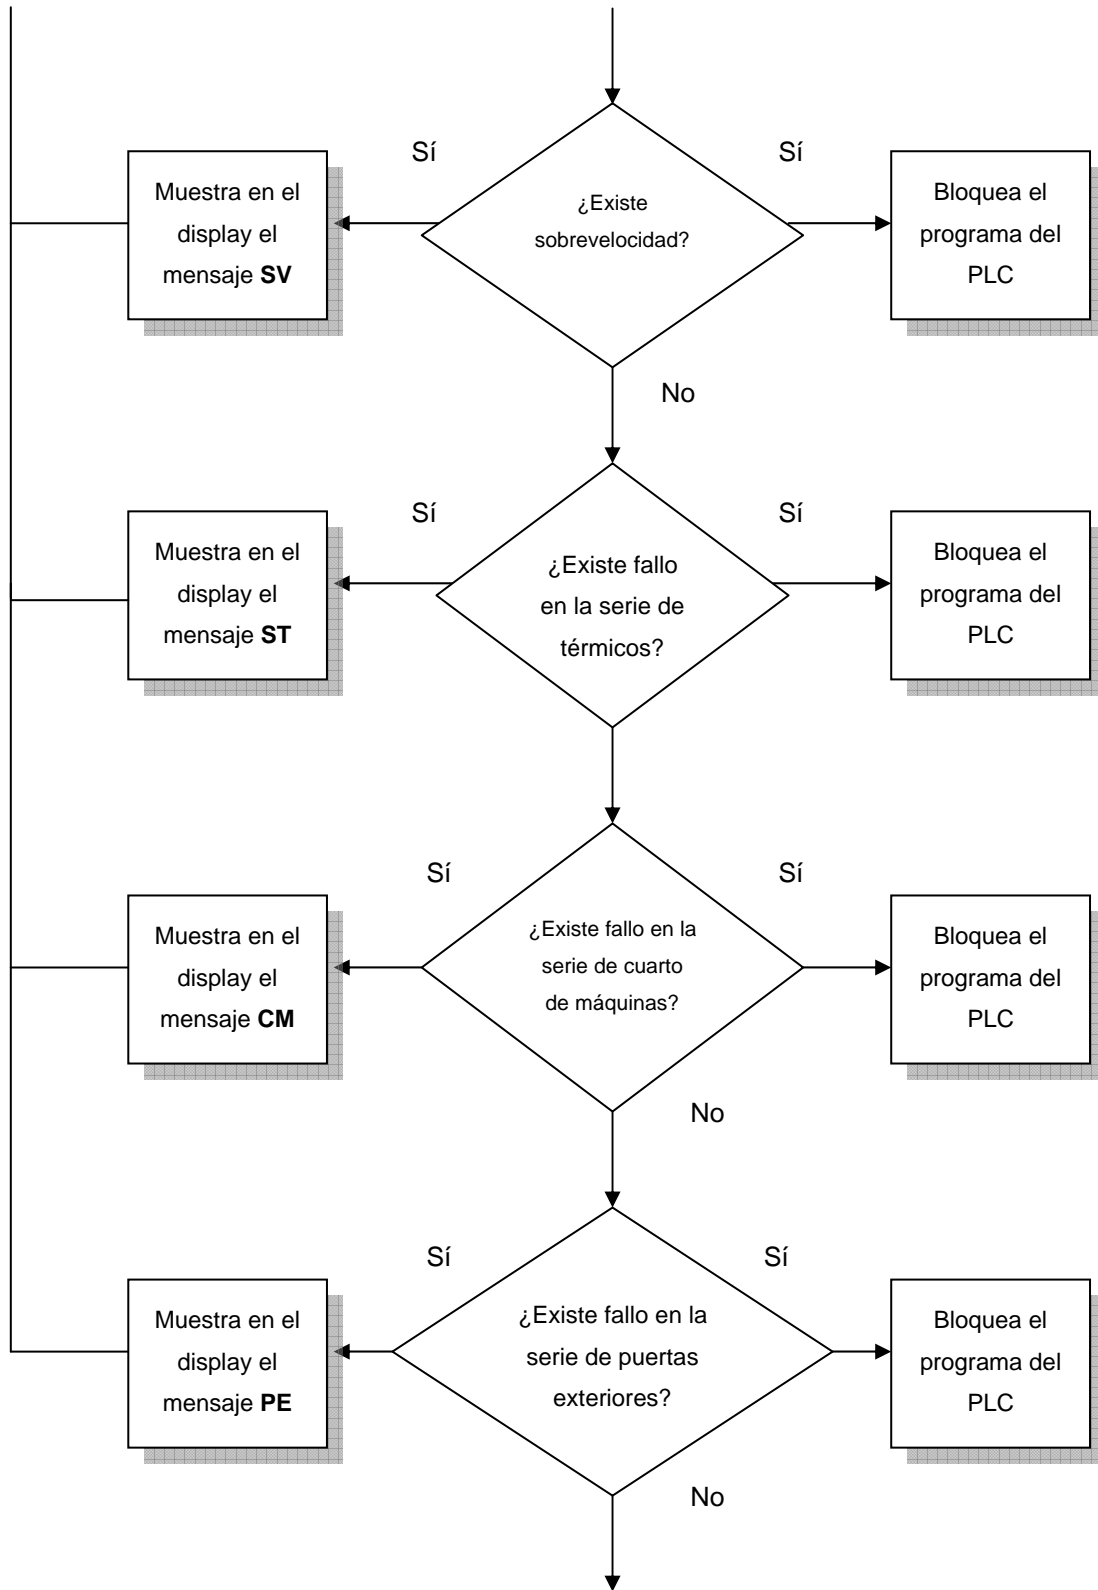 Sí
Sí
Muestra en el
display el
mensaje SV
¿Existe
sobrevelocidad?
Bloquea el
programa del
PLC
No
Sí
Sí
Muestra en el
display el
mensaje ST
¿Existe fallo
en la serie de
térmicos?
Bloquea el
programa del
PLC
Sí
Sí
Muestra en el
display el
mensaje CM
¿Existe fallo en la
serie de cuarto
de máquinas?
Bloquea el
programa del
PLC
No
Sí
Sí
Muestra en el
display el
mensaje PE
¿Existe fallo en la
serie de puertas
exteriores?
Bloquea el
programa del
PLC
No